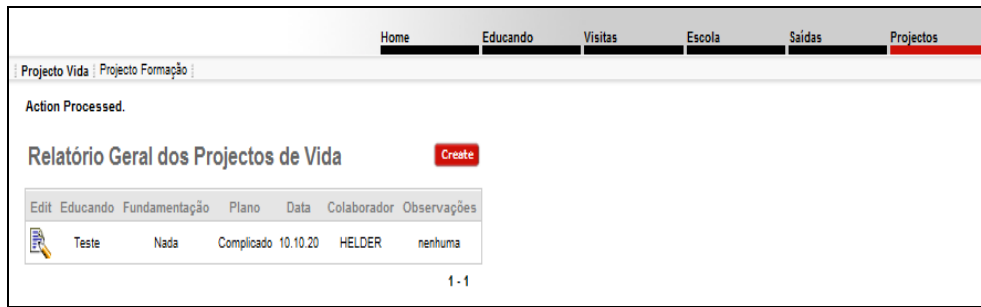 Home Educando Visitas Escola Saídas Projectos
Projecto Vida Projecto Formação
Action Processed.
Relatório Geral dos Projectos de Vida Create
Edit Educando Fundamentação Plano Data Colaborador Observações
Teste Nada Complicado 10.10.20 HELDER nenhuma
1 - 1